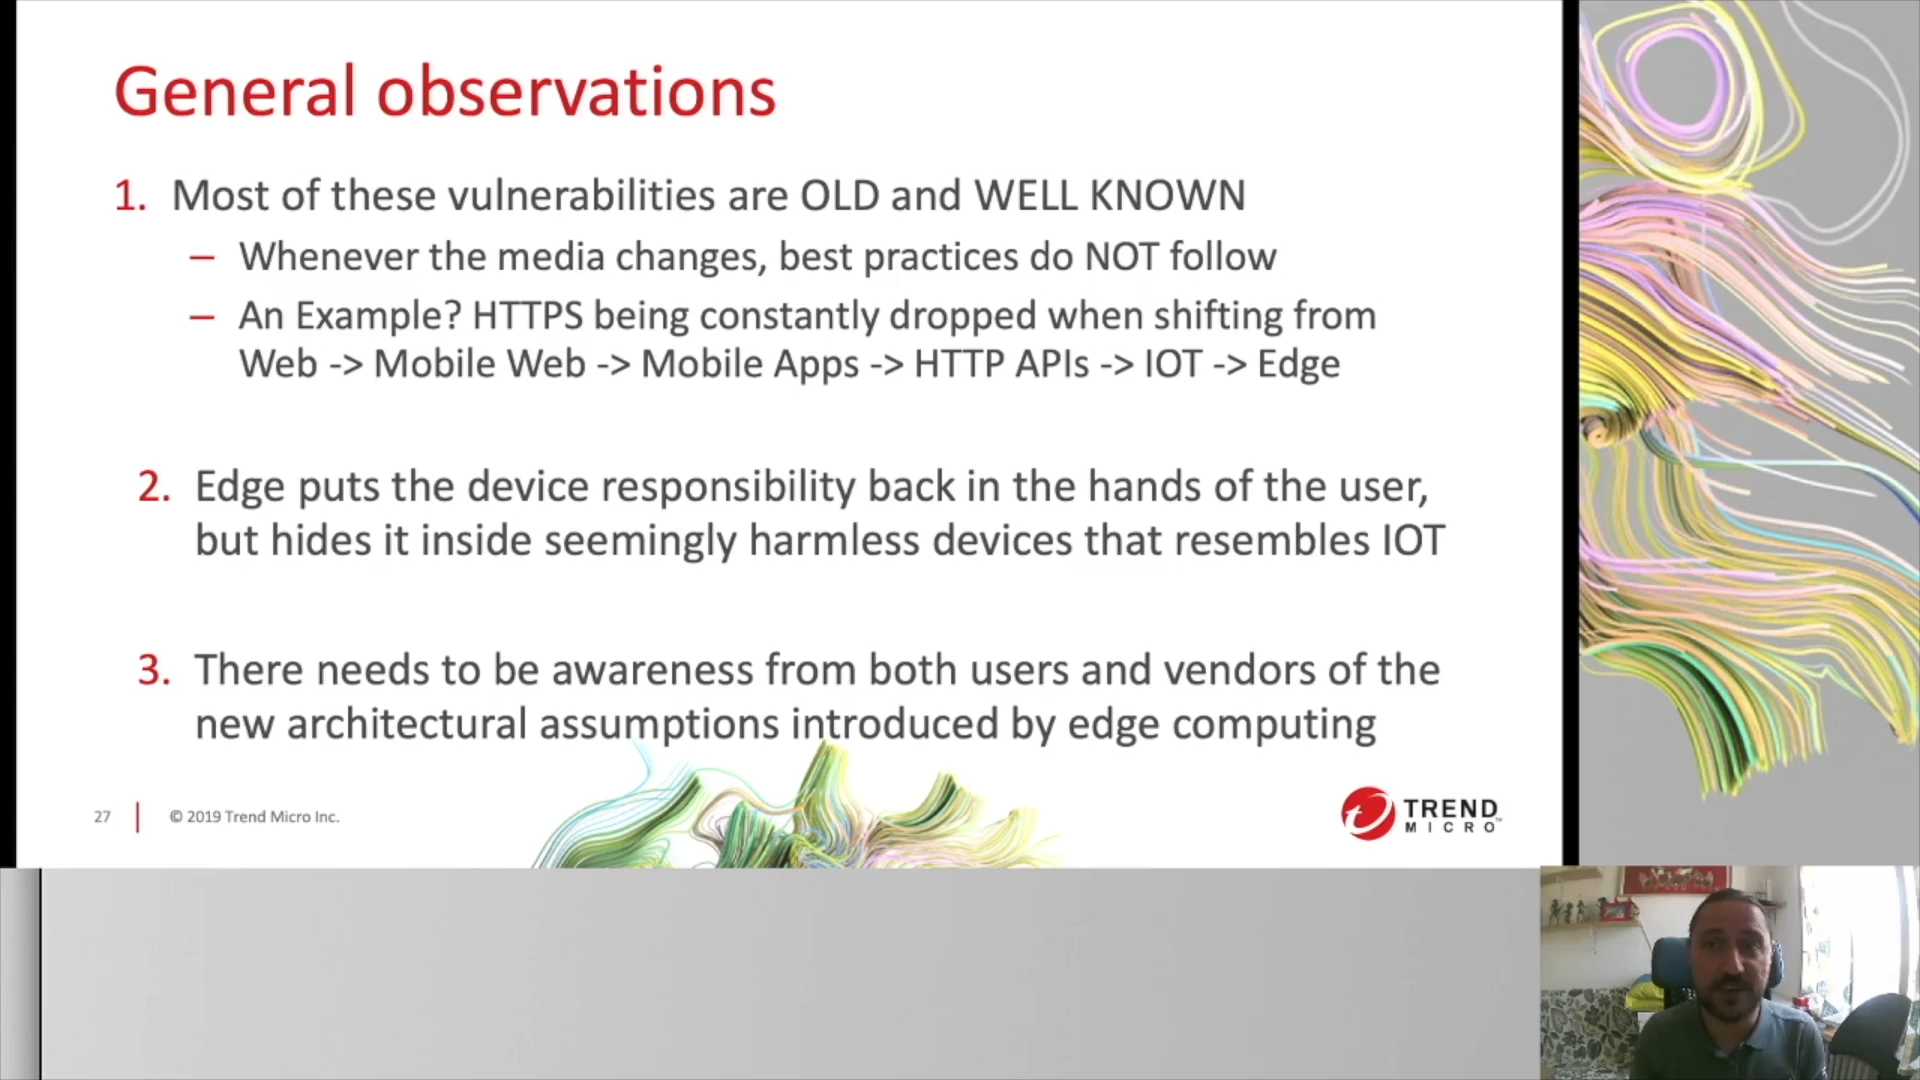 General observations
1. Most of these vulnerabilities are OLD and WELL KNOWN
– Whenever the media changes, best practices do NOT follow
– An Example? HTTPS being constantly dropped when shifting from
Web -> Mobile Web -> Mobile Apps -> HTTP APIs -> IOT -> Edge
2. Edge puts the device responsibility back in the hands of the user,
but hides it inside seemingly harmless devices that resembles IOT
3. There needs to be awareness from both users and vendors of the
new architectural assumptions introduced by edge computing
27 | © 2019 Trend Micro Inc.
TREND
MICRO™